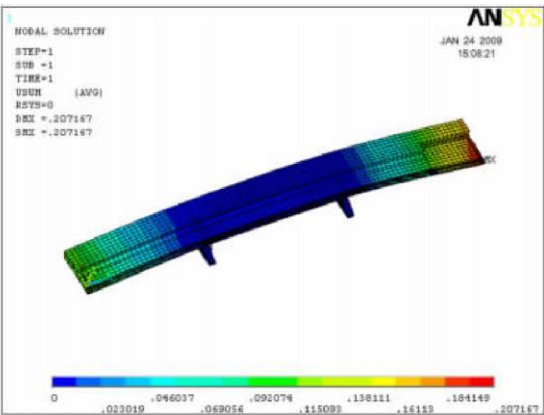 1
NODAL SOLUTION
STEP=1
SUB =1
TIME=1
USUM (AVG)
RSYS=0
DMX =.207167
SMX =.207167
ANSYS
JAN 24 2009
15:08:21
MX
0
.023019
.046037
.069056
.092074
.115093
.138111
.16113
.184149
.207167